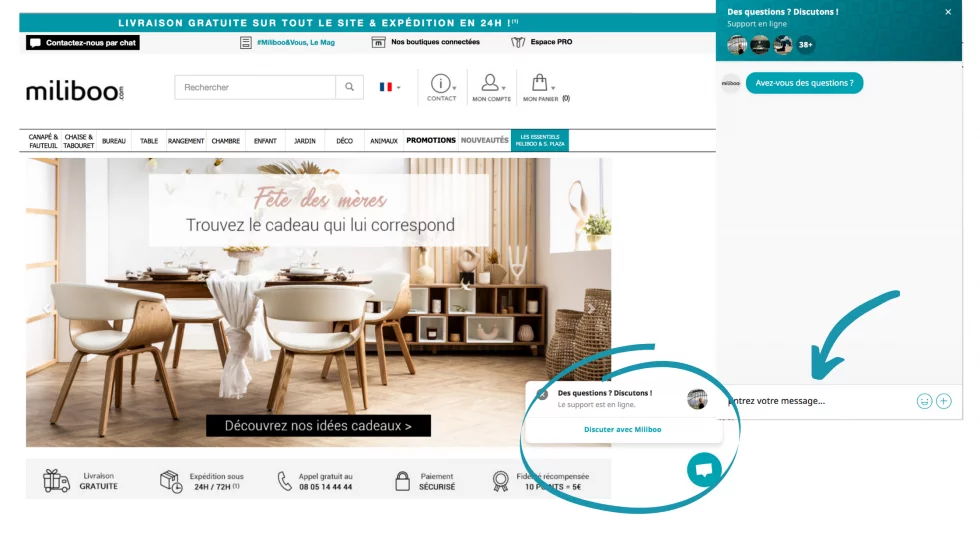 LIVRAISON GRATUITE SUR TOUT LE SITE & EXPÉDITION EN 24H !(1)
Contactez-nous par chat
#Miliboo&Vous, Le Mag
m
Nos boutiques connectées
Espace PRO
miliboo.com
Rechercher
CONTACT
MON COMPTE
MON PANIER (0)
CANAPÉ & FAUTEUIL
CHAISE & TABOURET
BUREAU
TABLE
RANGEMENT
CHAMBRE
ENFANT
JARDIN
DÉCO
ANIMAUX
PROMOTIONS
NOUVEAUTÉS
LES ESSENTIELS
MILIBOO & S. PLAZA
Fête des mères
Trouvez le cadeau qui lui correspond
Découvrez nos idées cadeaux >
Livraison
GRATUITE
Expédition sous
24H / 72H (1)
Appel gratuit au
08 05 14 44 44
Paiement
SÉCURISÉ
Fidélité récompensée
10 POINTS = 5€
Des questions ? Discutons !
Le support est en ligne.
Discuter avec Miliboo
Des questions ? Discutons !
Support en ligne
38+
miliboo
Avez-vous des questions ?
Entrez votre message...